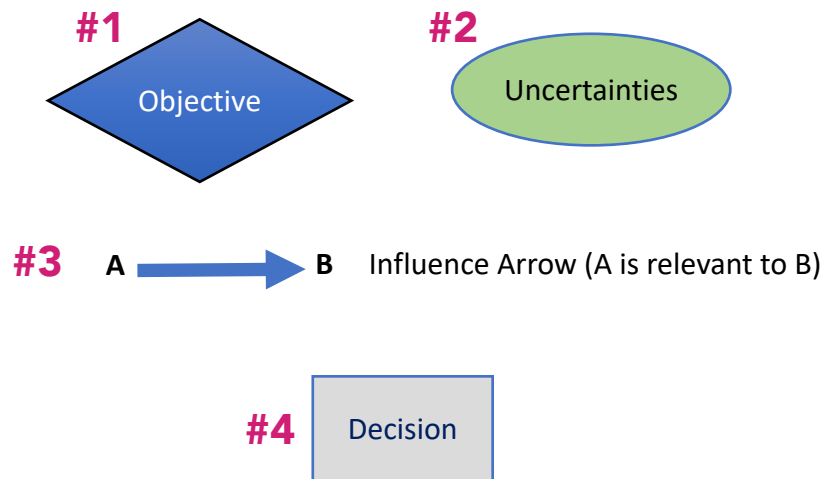 #1
Objective
#2
Uncertainties
#3 A B Influence Arrow (A is relevant to B)
#4
Decision